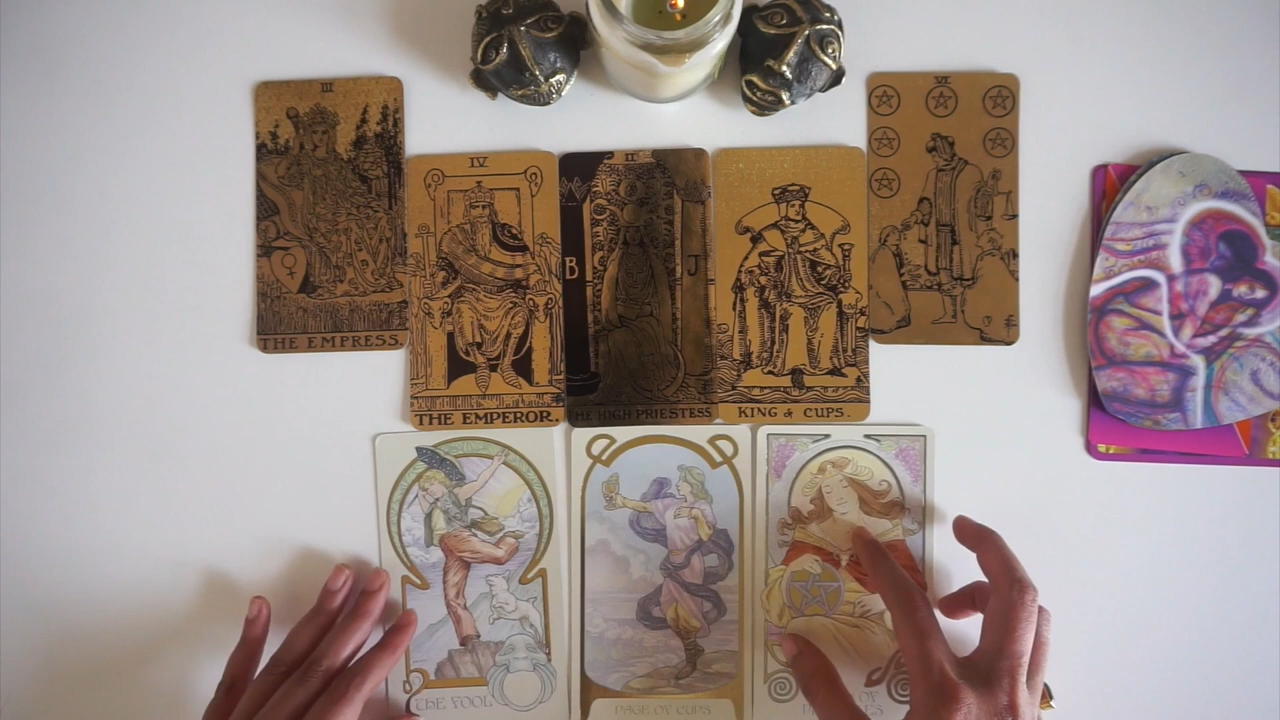 III
THE EMPRESS.
IV
THE EMPEROR.
II
B
J
THE HIGH PRIESTESS
KING of CUPS.
VI
THE FOOL
PAGE OF CUPS
OF